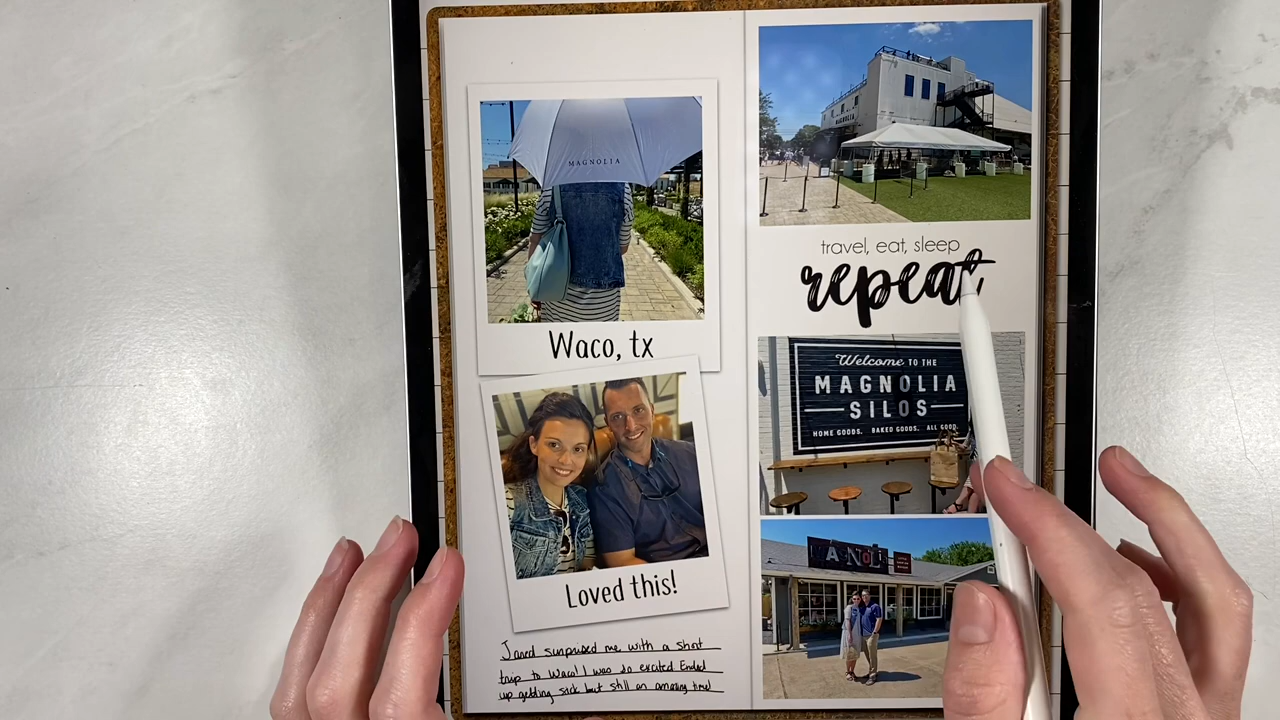 MAGNOLIA
Waco, tx
Loved this!
Jared surprised me with a short
trip to Waco! I was so excited. Ended
up getting sick but still an amazing time!
MAGNOLIA
travel, eat, sleep
repeat
Welcome TO THE
MAGNOLIA
SILOS
HOME GOODS. BAKED GOODS. ALL GOOD.
MAGNOLIA